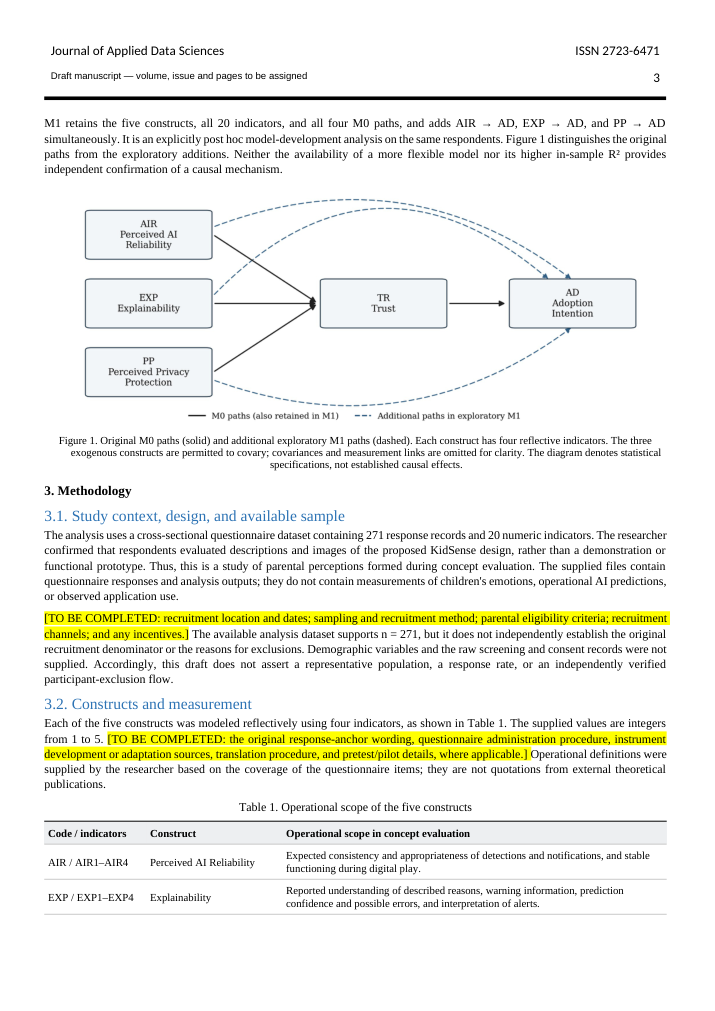 Journal of Applied Data Sciences ISSN 2723-6471
Draft manuscript — volume, issue and pages to be assigned 3
M1 retains the five constructs, all 20 indicators, and all four M0 paths, and adds AIR → AD, EXP → AD, and PP → AD
simultaneously. It is an explicitly post hoc model-development analysis on the same respondents. Figure 1 distinguishes the original
paths from the exploratory additions. Neither the availability of a more flexible model nor its higher in-sample R² provides
independent confirmation of a causal mechanism.
AIR
Perceived AI
Reliability
EXP
Explainability
PP
Perceived Privacy
Protection
TR
Trust
AD
Adoption
Intention
M0 paths (also retained in M1) Additional paths in exploratory M1
Figure 1. Original M0 paths (solid) and additional exploratory M1 paths (dashed). Each construct has four reflective indicators. The three
exogenous constructs are permitted to covary; covariances and measurement links are omitted for clarity. The diagram denotes statistical
specifications, not established causal effects.
3. Methodology
3.1. Study context, design, and available sample
The analysis uses a cross-sectional questionnaire dataset containing 271 response records and 20 numeric indicators. The researcher
confirmed that respondents evaluated descriptions and images of the proposed KidSense design, rather than a demonstration or
functional prototype. Thus, this is a study of parental perceptions formed during concept evaluation. The supplied files contain
questionnaire responses and analysis outputs; they do not contain measurements of children's emotions, operational AI predictions,
or observed application use.
[TO BE COMPLETED: recruitment location and dates; sampling and recruitment method; parental eligibility criteria; recruitment
channels; and any incentives.] The available analysis dataset supports n = 271, but it does not independently establish the original
recruitment denominator or the reasons for exclusions. Demographic variables and the raw screening and consent records were not
supplied. Accordingly, this draft does not assert a representative population, a response rate, or an independently verified
participant-exclusion flow.
3.2. Constructs and measurement
Each of the five constructs was modeled reflectively using four indicators, as shown in Table 1. The supplied values are integers
from 1 to 5. [TO BE COMPLETED: the original response-anchor wording, questionnaire administration procedure, instrument
development or adaptation sources, translation procedure, and pretest/pilot details, where applicable.] Operational definitions were
supplied by the researcher based on the coverage of the questionnaire items; they are not quotations from external theoretical
publications.
Table 1. Operational scope of the five constructs
Code / indicators Construct Operational scope in concept evaluation
AIR / AIR1–AIR4 Perceived AI Reliability Expected consistency and appropriateness of detections and notifications, and stable
functioning during digital play.
EXP / EXP1–EXP4 Explainability Reported understanding of described reasons, warning information, prediction
confidence and possible errors, and interpretation of alerts.